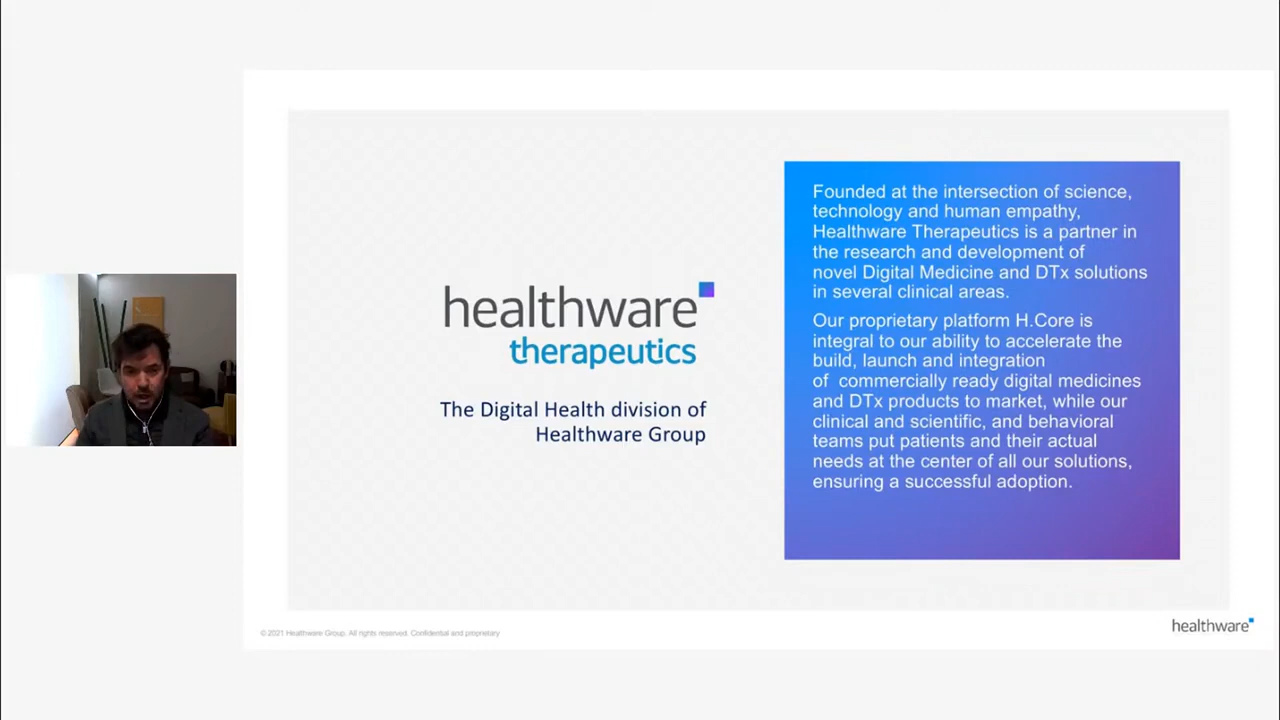 healthware
therapeutics
The Digital Health division of
Healthware Group
Founded at the intersection of science,
technology and human empathy,
Healthware Therapeutics is a partner in
the research and development of
novel Digital Medicine and DTx solutions
in several clinical areas.
Our proprietary platform H.Core is
integral to our ability to accelerate the
build, launch and integration
of  commercially ready digital medicines
and DTx products to market, while our
clinical and scientific, and behavioral
teams put patients and their actual
needs at the center of all our solutions,
ensuring a successful adoption.
© 2021 Healthware Group. All rights reserved. Confidential and proprietary
healthware